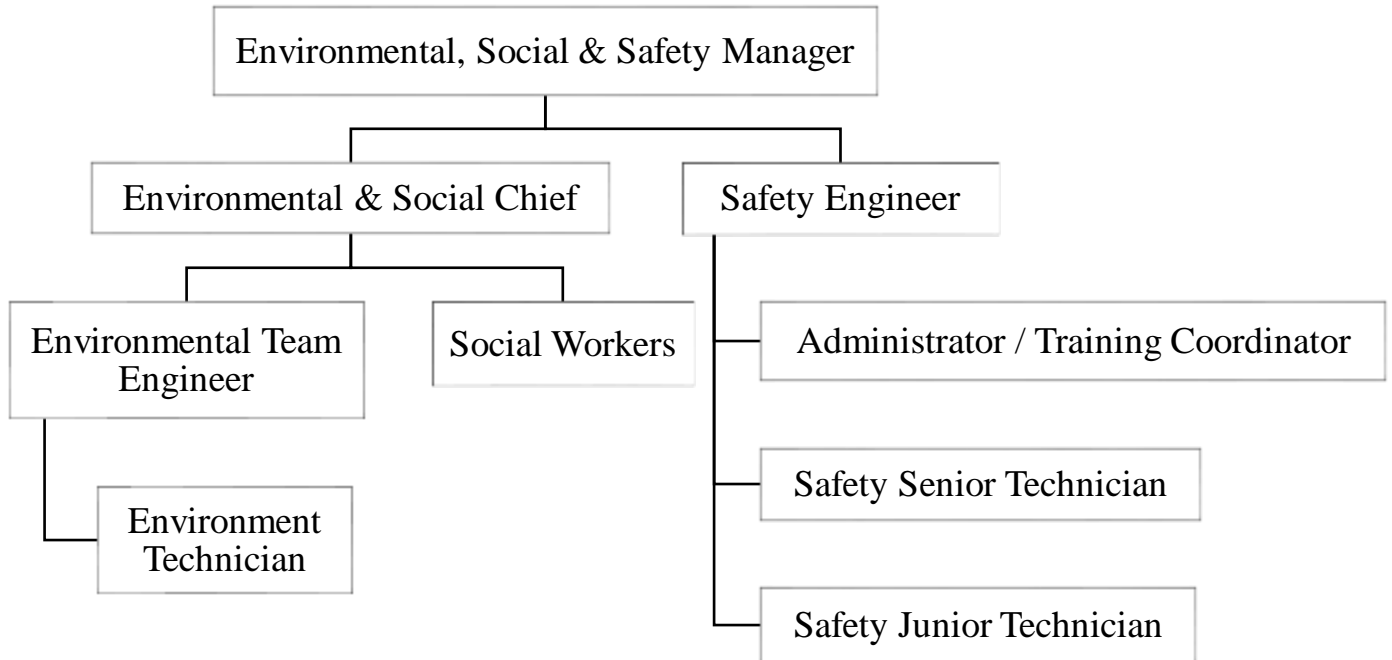 Environmental, Social & Safety Manager
Environmental & Social Chief
Safety Engineer
Environmental Team
Engineer
Social Workers
Administrator / Training Coordinator
Safety Senior Technician
Environment
Technician
Safety Junior Technician